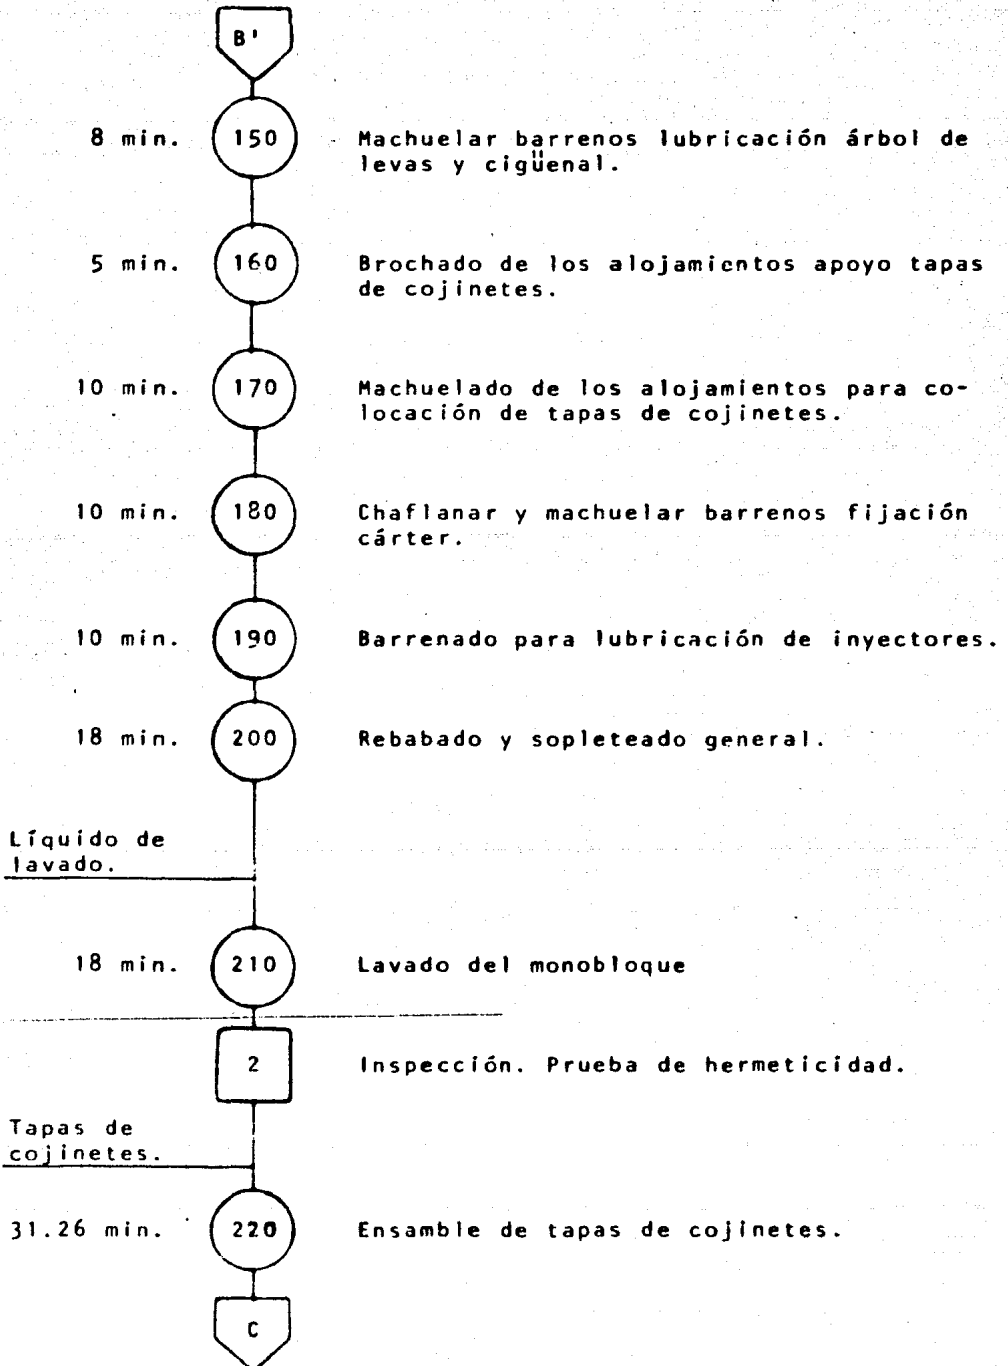 B'
8 min. 150 Machuelar barrenos lubricación árbol de
levas y cigüenal.
5 min. 160 Brochado de los alojamientos apoyo tapas
de cojinetes.
10 min. 170 Machuelado de los alojamientos para co-
locación de tapas de cojinetes.
10 min. 180 Chaflanar y machuelar barrenos fijación
cárter.
10 min. 190 Barrenado para lubricación de inyectores.
18 min. 200 Rebabado y sopleteado general.
Líquido de
lavado.
18 min. 210 Lavado del monobloque
2 Inspección. Prueba de hermeticidad.
Tapas de
cojinetes.
31.26 min. 220 Ensamble de tapas de cojinetes.
C